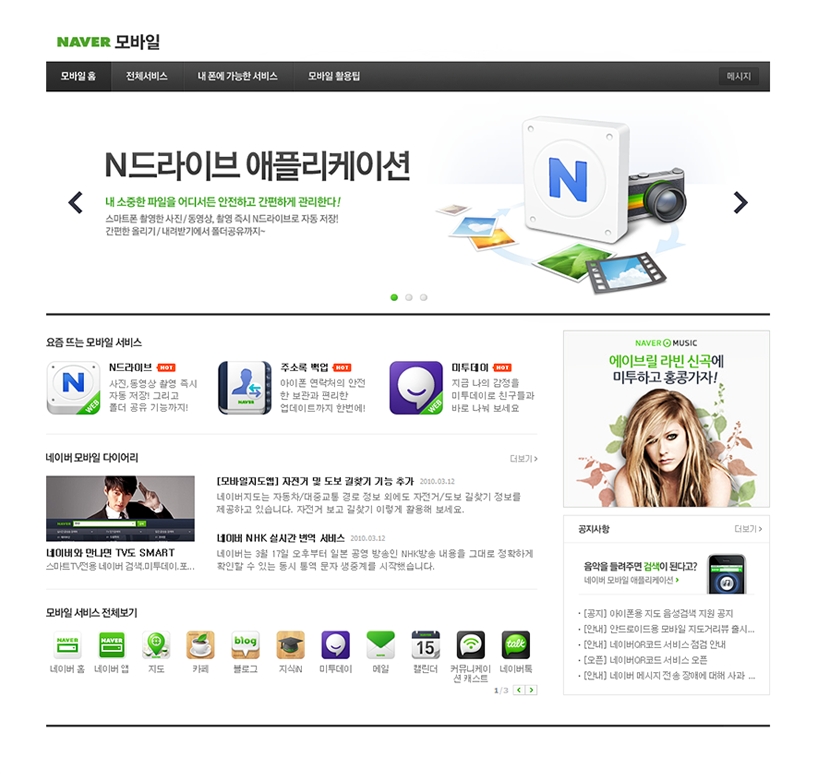 NAVER 모바일
모바일 홈 전체서비스 내 폰에 가능한 서비스 모바일 활용팁 메시지
N드라이브 애플리케이션
내 소중한 파일을 어디서든 안전하고 간편하게 관리한다!
스마트폰 촬영한 사진/동영상, 촬영 즉시 N드라이브로 자동 저장!
간편한 올리기/내려받기에서 폴더공유까지~
N
요즘 뜨는 모바일 서비스
N드라이브 HOT
사진,동영상 촬영 즉시
자동 저장! 그리고
폴더 공유 기능까지!
N
WEB
주소록 백업 HOT
아이폰 연락처의 안전
한 보관과 편리한
업데이트까지 한번에!
NAVER
미투데이 HOT
지금 나의 감정을
미투데이로 친구들과
바로 나눠 보세요
WEB
네이버 모바일 다이어리 더보기
네이버와 만나면 TV도 SMART
스마트TV전용 네이버 검색,미투데이,포...
[모바일지도앱] 자전거 및 도보 길찾기 기능 추가 2010.03.12
네이버지도는 자동차/대중교통 경로 정보 외에도 자전거/도보 길찾기 정보를
제공하고 있습니다. 자전거 보고 길찾기 이렇게 활용해 보세요.
네이버 NHK 실시간 번역 서비스 2010.03.12
네이버는 3월 17일 오후부터 일본 공영 방송인 NHK방송 내용을 그대로 정확하게
확인할 수 있는 동시 통역 문자 생중계를 시작했습니다.
모바일 서비스 전체보기
blog
15
talk
네이버 홈 네이버 앱 지도 카페 블로그 지식N 미투데이 메일 캘린더 커뮤니케이 네이버톡
션 캐스트
1/3
NAVER MUSIC
에이브릴 라빈 신곡에
미투하고 홍콩가자!
공지사항 더보기
음악을 들려주면 검색이 된다고?
네이버 모바일 애플리케이션
· [공지] 아이폰용 지도 음성검색 지원 공지
· [안내] 안드로이드용 모바일 지도거리뷰 출시...
· [안내] 네이버QR코드 서비스 점검 안내
· [오픈] 네이버QR코드 서비스 오픈
· [안내] 네이버 메시지 전송 장애에 대해 사과 ...